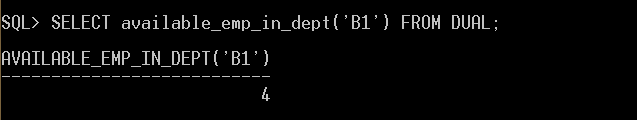 SQL> SELECT available_emp_in_dept('B1') FROM DUAL;
AVAILABLE_EMP_IN_DEPT('B1')
---------------------------
4